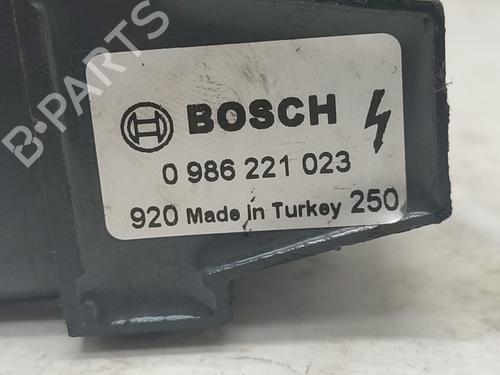 BOSCH
0 986 221 023
920 Made in Turkey 250
B-PARTS